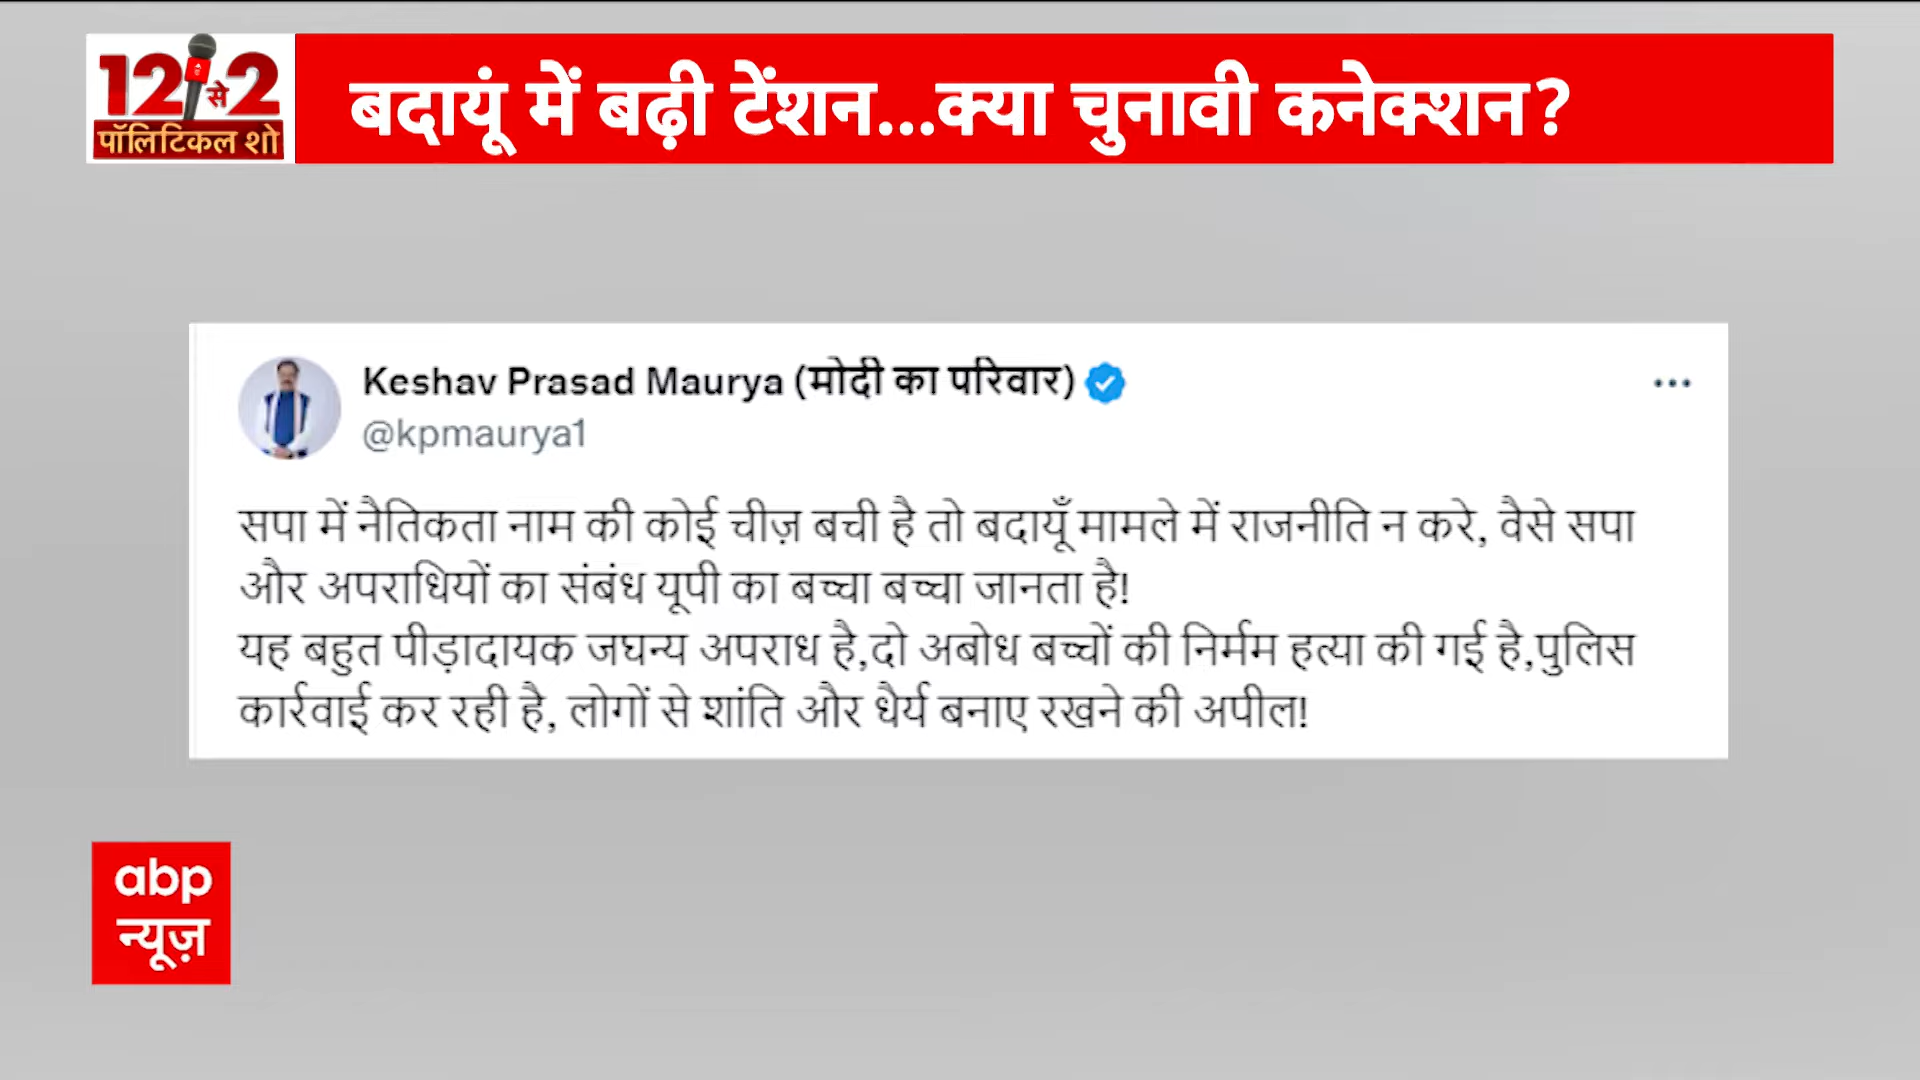 12 से 2
पॉलिटिकल शो
बदायूं में बढ़ी टेंशन...क्या चुनावी कनेक्शन?
Keshav Prasad Maurya (मोदी का परिवार)
@kpmaurya1
सपा में नैतिकता नाम की कोई चीज़ बची है तो बदायूँ मामले में राजनीति न करे, वैसे सपा
और अपराधियों का संबंध यूपी का बच्चा बच्चा जानता है!
यह बहुत पीड़ादायक जघन्य अपराध है,दो अबोध बच्चों की निर्मम हत्या की गई है,पुलिस
कार्रवाई कर रही है, लोगों से शांति और धैर्य बनाए रखने की अपील!
abp
न्यूज़